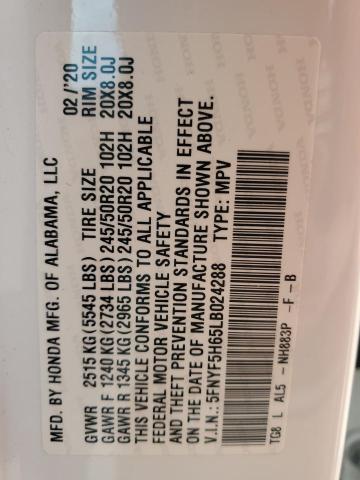 MFD. BY HONDA MFG. OF ALABAMA, LLC 02/'20
GVWR 2515 KG (5545 LBS) TIRE SIZE RIM SIZE
GAWR F 1240 KG (2734 LBS) 245/50R20 102H 20X8.0J
GAWR R 1345 KG (2965 LBS) 245/50R20 102H 20X8.0J
THIS VEHICLE CONFORMS TO ALL APPLICABLE
FEDERAL MOTOR VEHICLE SAFETY
AND THEFT PREVENTION STANDARDS IN EFFECT
ON THE DATE OF MANUFACTURE SHOWN ABOVE.
V.I.N.: 5FNYF5H65LB024288 TYPE: MPV
TG8 L AL5 - NH883P -F -B